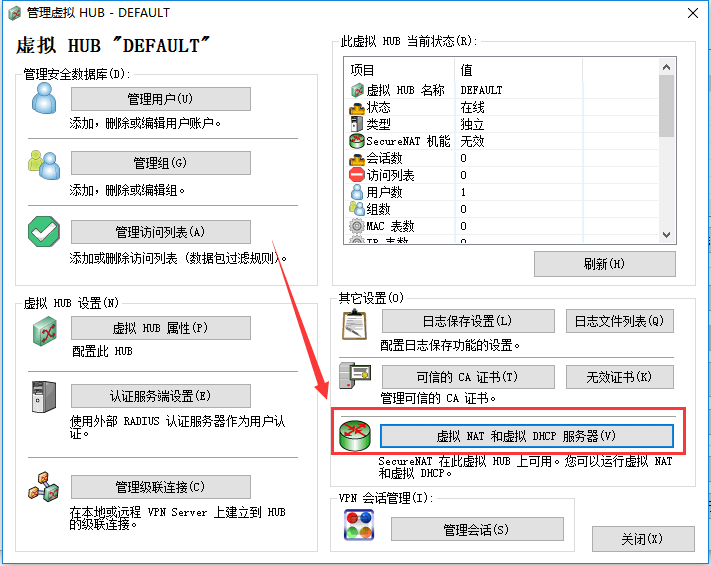 管理虚拟 HUB - DEFAULT
虚拟 HUB "DEFAULT"
管理安全数据库(D):
管理用户(U)
添加，删除或编辑用户账户。
管理组(G)
添加，删除或编辑组。
管理访问列表(A)
添加或删除访问列表 (数据包过滤规则)。
虚拟 HUB 设置(N)
虚拟 HUB 属性(P)
配置此 HUB
认证服务端设置(E)
使用外部 RADIUS 认证服务器作为用户认
证。
管理级联连接(C)
在本地或远程 VPN Server 上建立到 HUB
的级联连接。
此虚拟 HUB 当前状态(R):
项目 值
虚拟 HUB 名称 DEFAULT
状态 在线
类型 独立
SecureNAT 机能 无效
会话数 0
访问列表 0
用户数 1
组数 0
MAC 表数 0
IP 表数 0
刷新(H)
其它设置(O)
日志保存设置(L) 日志文件列表(Q)
配置日志保存功能的设置。
可信的 CA 证书(T) 无效证书(K)
管理可信的 CA 证书。
虚拟 NAT 和虚拟 DHCP 服务器(V)
SecureNAT 在此虚拟 HUB 上可用。您可以运行虚拟 NAT
和虚拟 DHCP。
VPN 会话管理(I):
管理会话(S)
关闭(X)